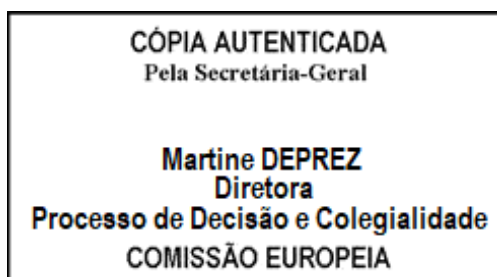 CÓPIA AUTENTICADA
Pela Secretária-Geral
Martine DEPREZ
Diretora
Processo de Decisão e Colegialidade
COMISSÃO EUROPEIA